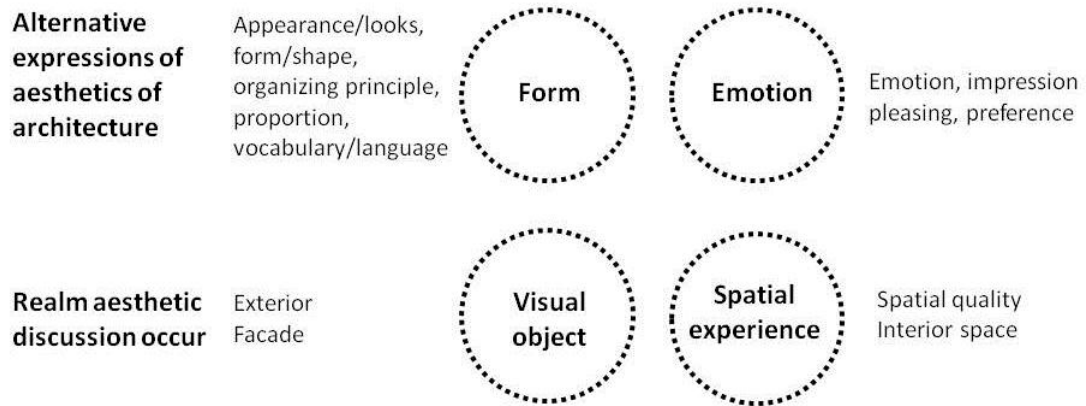 Alternative
expressions of
aesthetics of
architecture
Appearance/looks,
form/shape,
organizing principle,
proportion,
vocabulary/language
Form
Emotion
Emotion, impression
pleasing, preference
Realm aesthetic
discussion occur
Exterior
Facade
Visual
object
Spatial
experience
Spatial quality
Interior space